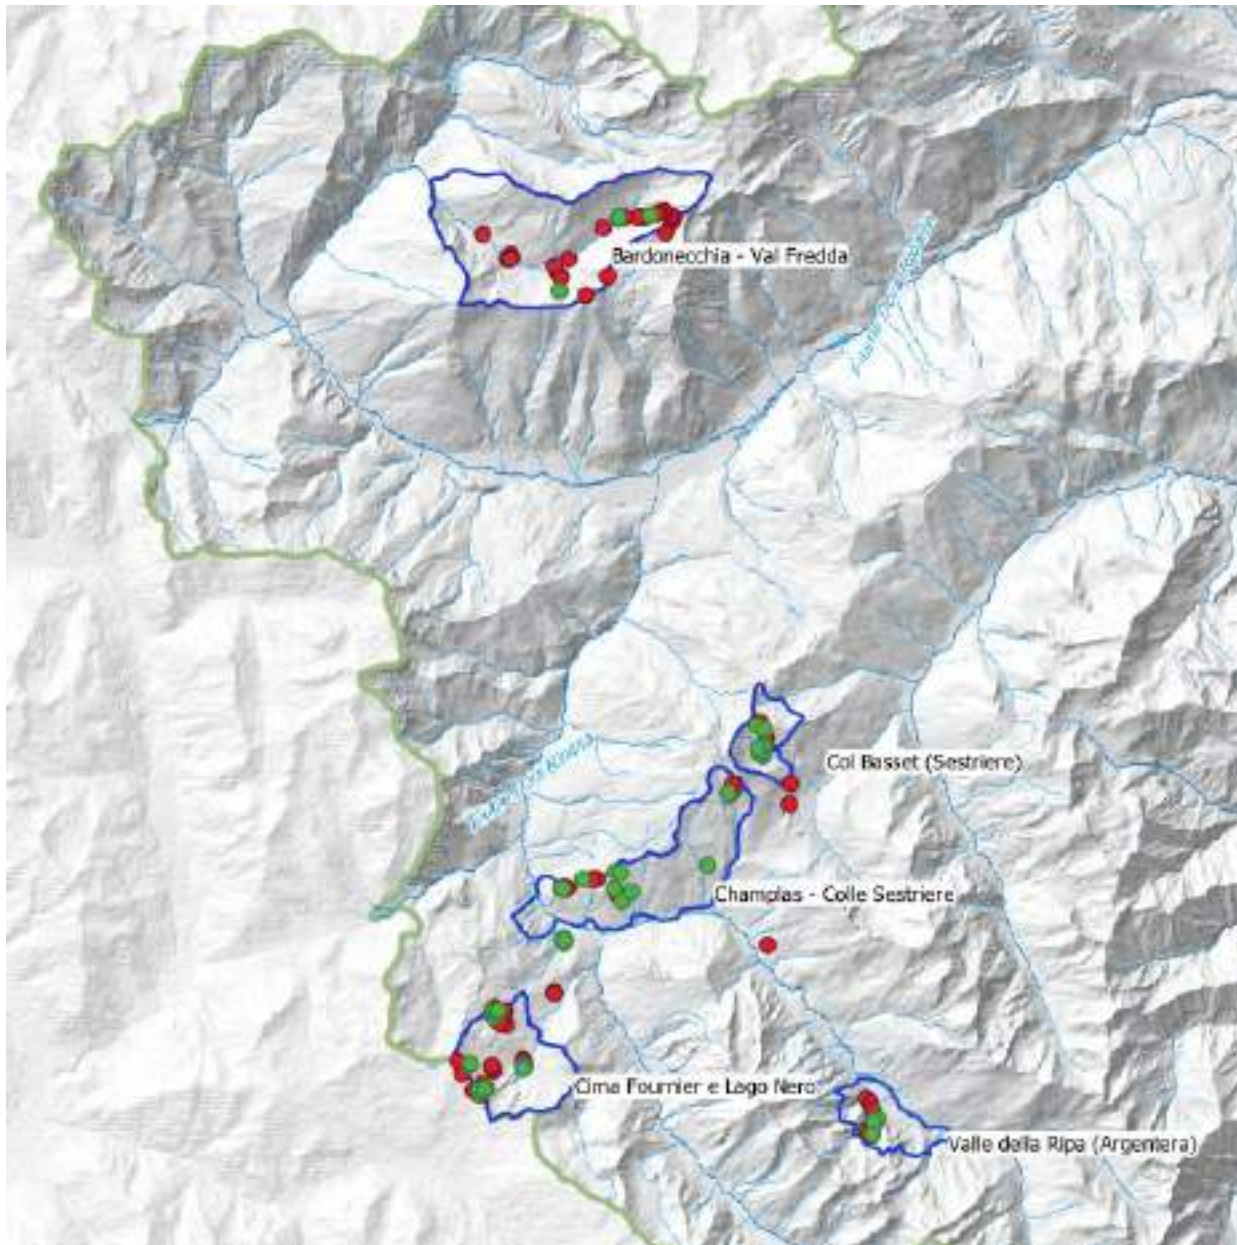 Bardonecchia - Val Fredda
Col Basset (Sestriere)
Champlas - Colle Sestriere
Cima Fournier e Lago Nero
Valle della Ripa (Argentera)